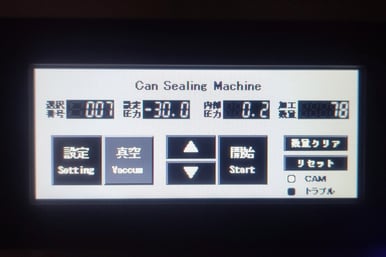 Can Sealing Machine
選択番号 007 設定圧力 -30.0 内部圧力 0.2 加工数量 78
設定 真空 ▲ 開始 数量クリア
Setting Vaccum ▼ Start リセット
CAM
トラブル